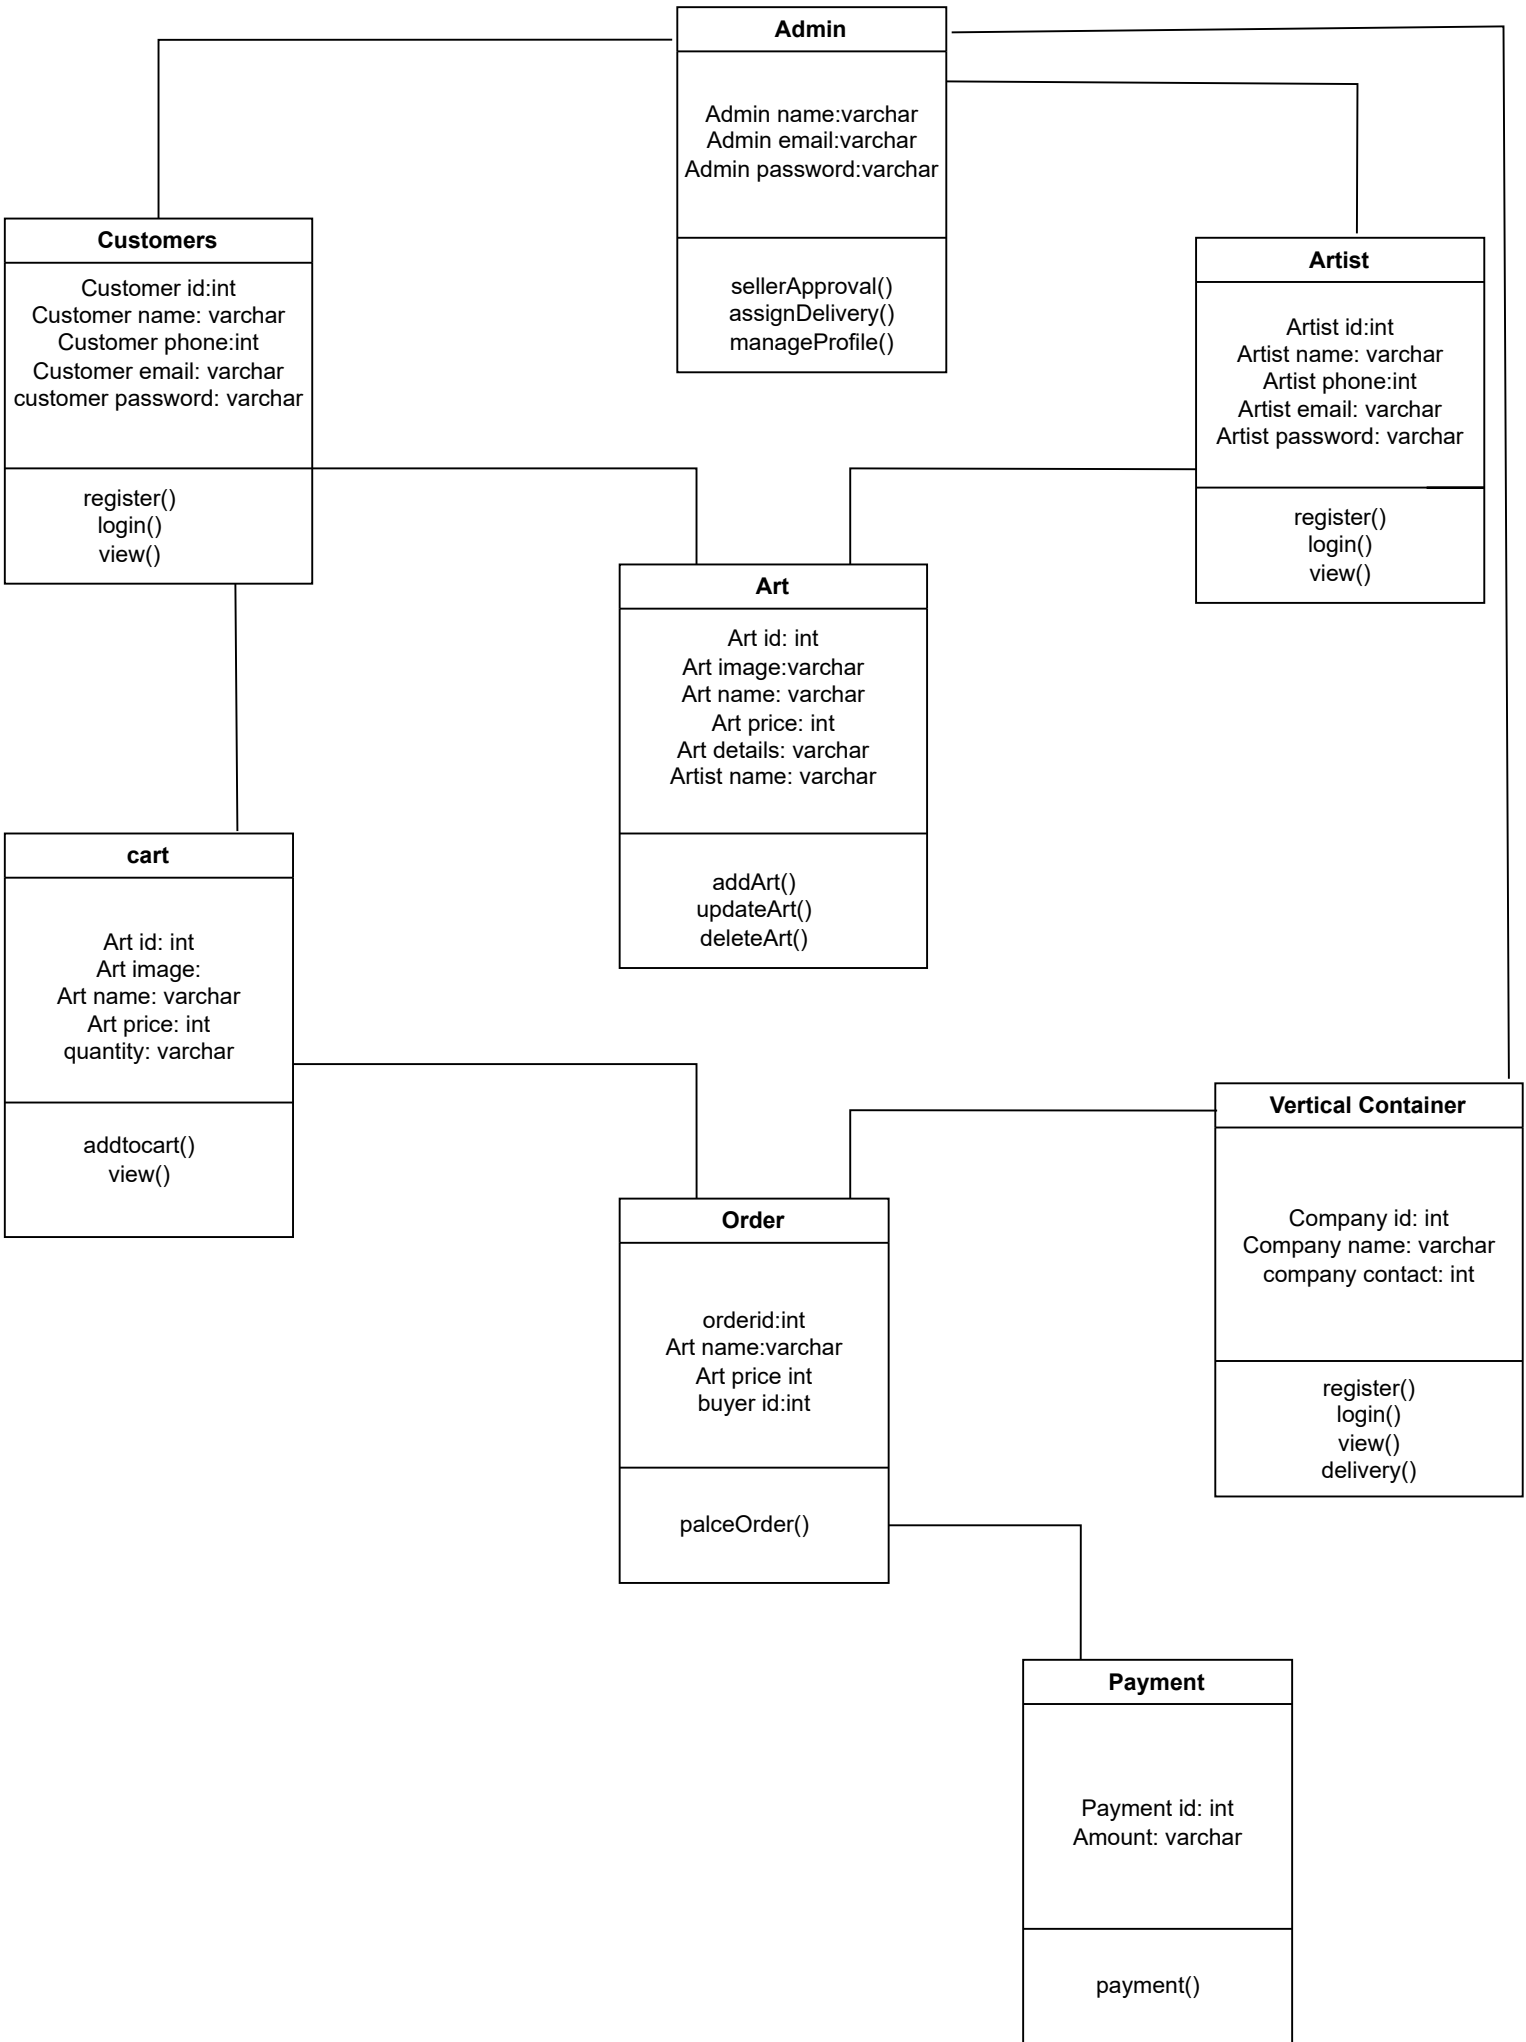 Admin
Admin name:varchar
Admin email:varchar
Admin password:varchar
sellerApproval()
assignDelivery()
manageProfile()
Customers
Customer id:int
Customer name: varchar
Customer phone:int
Customer email: varchar
customer password: varchar
register()
login()
view()
Artist
Artist id:int
Artist name: varchar
Artist phone:int
Artist email: varchar
Artist password: varchar
register()
login()
view()
Art
Art id: int
Art image:varchar
Art name: varchar
Art price: int
Art details: varchar
Artist name: varchar
addArt()
updateArt()
deleteArt()
cart
Art id: int
Art image:
Art name: varchar
Art price: int
quantity: varchar
addtocart()
view()
Vertical Container
Company id: int
Company name: varchar
company contact: int
register()
login()
view()
delivery()
Order
orderid:int
Art name:varchar
Art price int
buyer id:int
palceOrder()
Payment
Payment id: int
Amount: varchar
payment()